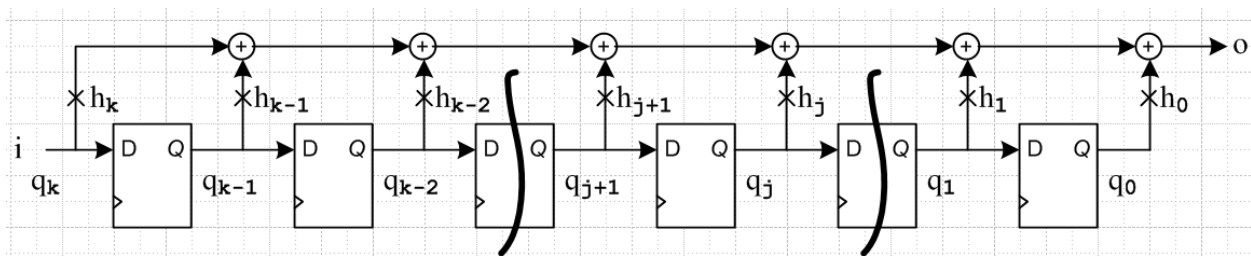 + + + + + + o
h_k h_{k-1} h_{k-2} h_{j+1} h_j h_1 h_0
i D Q D Q D Q D Q D Q D Q
q_k q_{k-1} q_{k-2} q_{j+1} q_j q_1 q_0